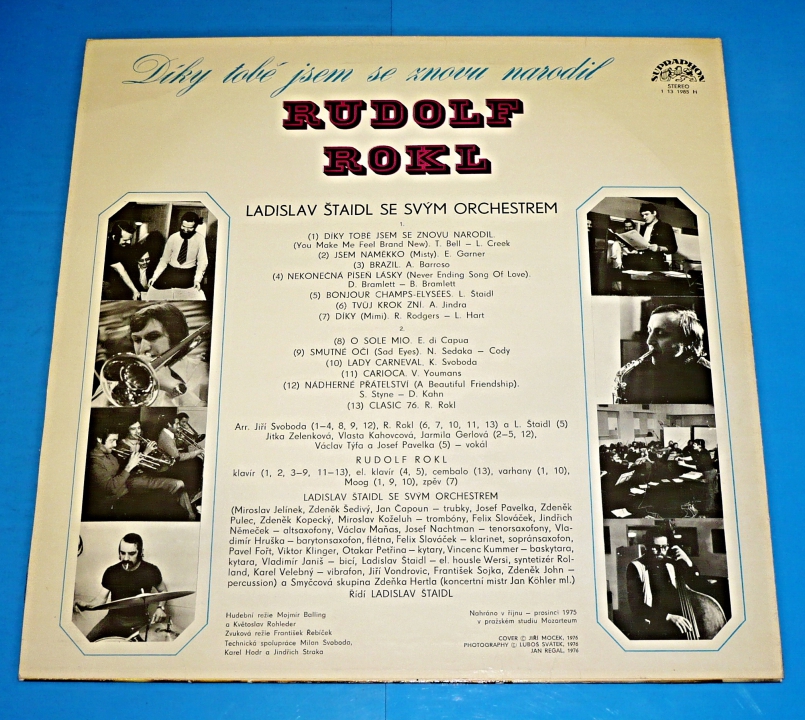 Díky tobě jsem se znovu narodil
SUPRAPHON
STEREO
1 13 1985 H
RUDOLF
ROKL
LADISLAV ŠTAIDL SE SVÝM ORCHESTREM
1.
(1) DÍKY TOBĚ JSEM SE ZNOVU NARODIL.
(You Make Me Feel Brand New). T. Bell – L. Creek
(2) JSEM NAMĚKKO (Misty). E. Garner
(3) BRAZIL. A. Barroso
(4) NEKONEČNÁ PÍSEŇ LÁSKY (Never Ending Song Of Love).
D. Bramlett – B. Bramlett
(5) BONJOUR CHAMPS-ELYSEES. L. Štaidl
(6) TVŮJ KROK ZNÍ. A. Jindra
(7) DÍKY (Mimi). R. Rodgers – L. Hart
2.
(8) O SOLE MIO. E. di Capua
(9) SMUTNÉ OČI (Sad Eyes). N. Sedaka – Cody
(10) LADY CARNEVAL. K. Svoboda
(11) CARIOCA. V. Youmans
(12) NÁDHERNÉ PŘÁTELSTVÍ (A Beautiful Friendship).
S. Styne – D. Kahn
(13) CLASIC 76. R. Rokl
Arr. Jiří Svoboda (1–4, 8, 9, 12), R. Rokl (6, 7, 10, 11, 13) a L. Štaidl (5)
Jitka Zelenková, Vlasta Kahovcová, Jarmila Gerlová (2–5, 12),
Václav Týfa a Josef Pavelka (5) – vokál
RUDOLF ROKL
klavír (1, 2, 3–9, 11–13), el. klavír (4, 5), cembalo (13), varhany (1, 10),
Moog (1, 9, 10), zpěv (7)
LADISLAV ŠTAIDL SE SVÝM ORCHESTREM
(Miroslav Jelínek, Zdeněk Šedivý, Jan Čapoun – trubky, Josef Pavelka, Zdeněk
Pulec, Zdeněk Kopecký, Miroslav Koželuh – trombóny, Felix Slováček, Jindřich
Němeček – altsaxofony, Václav Maňas, Josef Nachtman – tenorsaxofony, Vla-
dimír Hruška – barytonsaxofon, flétna, Felix Slováček – klarinet, sopránsaxofon,
Pavel Fořt, Viktor Klinger, Otakar Petřina – kytary, Vincenc Kummer – baskytara,
kytara, Vladimír Janiš – bicí, Ladislav Štaidl – el. housle Wersi, syntetizér Rol-
land, Karel Velebný – vibrafon, Jiří Vondrovic, František Sojka, Zdeněk John –
percussion) a Smyčcová skupina Zdeňka Hertla (koncertní mistr Jan Köhler ml.)
Řídí LADISLAV ŠTAIDL
Hudební režie Mojmír Balling
a Květoslav Rohleder
Zvuková režie František Řebíček
Technická spolupráce Milan Svoboda,
Karel Hodr a Jindřich Straka
Nahráno v říjnu – prosinci 1975
v pražském studiu Mozarteum
COVER © JIŘÍ MOCEK, 1976
PHOTOGRAPHY © LUBOŠ SVÁTEK, 1976
JAN REGAL, 1976